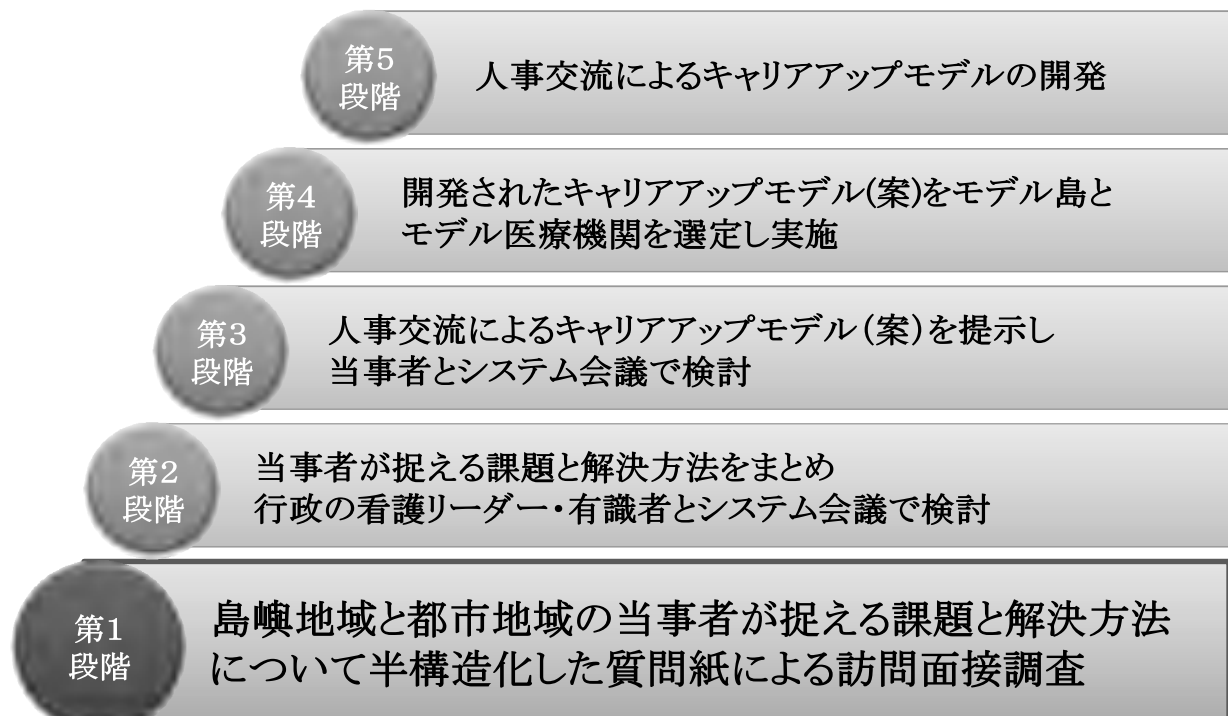 第5
段階
人事交流によるキャリアアップモデルの開発
第4
段階
開発されたキャリアアップモデル(案)をモデル島と
モデル医療機関を選定し実施
第3
段階
人事交流によるキャリアアップモデル（案）を提示し
当事者とシステム会議で検討
第2
段階
当事者が捉える課題と解決方法をまとめ
行政の看護リーダー・有識者とシステム会議で検討
第1
段階
島嶼地域と都市地域の当事者が捉える課題と解決方法
について半構造化した質問紙による訪問面接調査